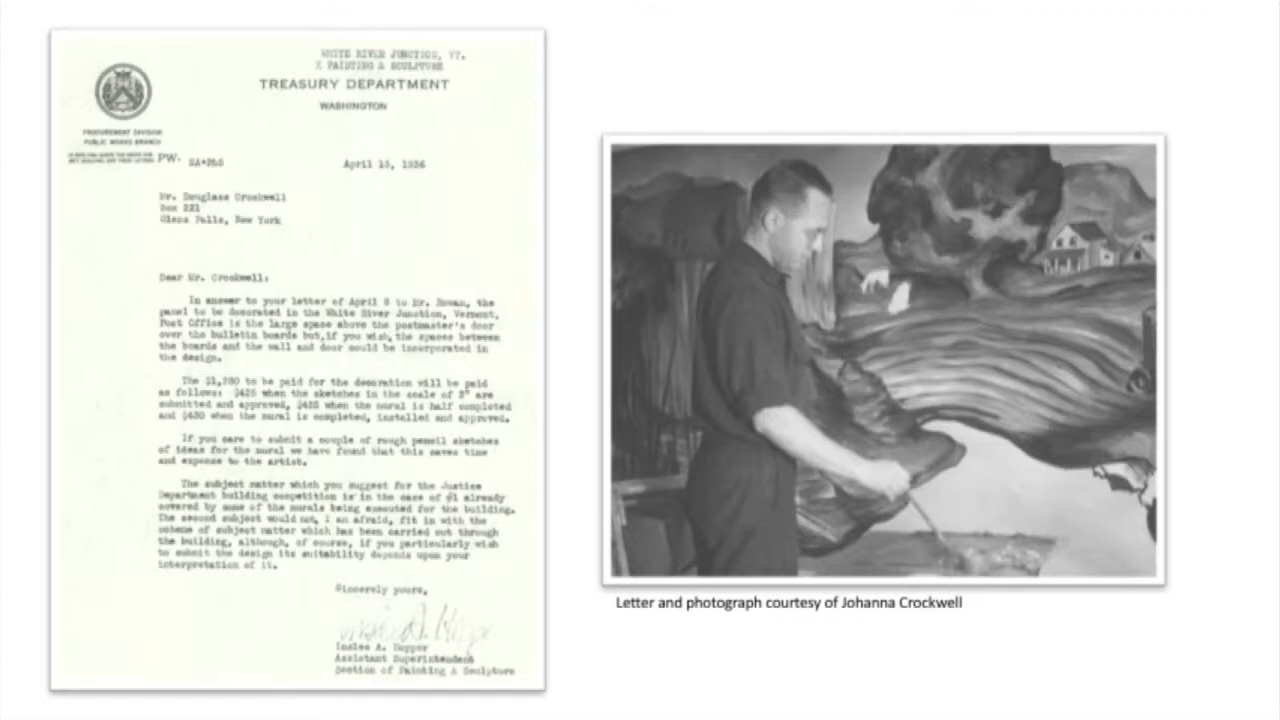 WHITE RIVER JUNCTION, VT.
PAINTING & SCULPTURE
TREASURY DEPARTMENT
WASHINGTON
PROCUREMENT DIVISION
PUBLIC WORKS BRANCH
PW-
April 13, 1936
Mr. Douglass Crockwell
Box 221
Glens Falls, New York
Dear Mr. Crockwell:
In answer to your letter of April 8 to Mr. Rowan, the
panel to be decorated in the White River Junction, Vermont,
Post Office is the large space above the postmaster's door
over the bulletin boards but, if you wish, the spaces between
the boards and the wall and door could be incorporated in
the design.
The to be paid for the decoration will be paid
as follows: $425 when the sketches in the scale of 2" are
submitted and approved, $425 when the mural is half completed
and $430 when the mural is completed, installed and approved.
If you care to submit a couple of rough pencil sketches
of ideas for the mural we have found that this saves time
and expense to the artist.
The subject matter which you suggest for the Justice
Department building competition is in the case of #1 already
covered by some of the murals being executed for the building.
The second subject would not, I am afraid, fit in with the
scheme of subject matter which has been carried out through
the building, although, of course, if you particularly wish
to submit the design its suitability depends upon your
interpretation of it.
Sincerely yours,
Inslee A. Hopper
Assistant Superintendent
Section of Painting & Sculpture
Letter and photograph courtesy of Johanna Crockwell